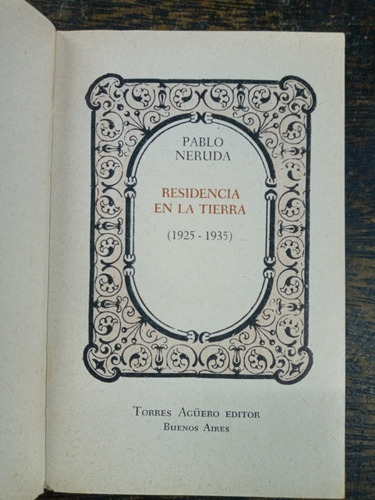 PABLO
NERUDA
RESIDENCIA
EN LA TIERRA
(1925 - 1935)
TORRES AGÜERO EDITOR
BUENOS AIRES